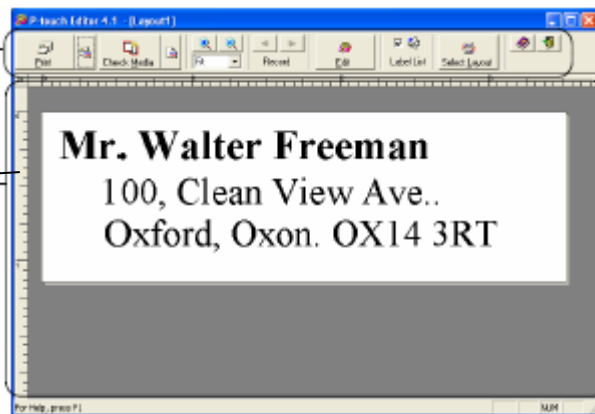 P-touch Editor 4.1 - [Layout1]
Print Check Media Fit Record Edit Label List Select Layout
Mr. Walter Freeman
100, Clean View Ave..
Oxford, Oxon. OX14 3RT
For Help, press F1 NUM